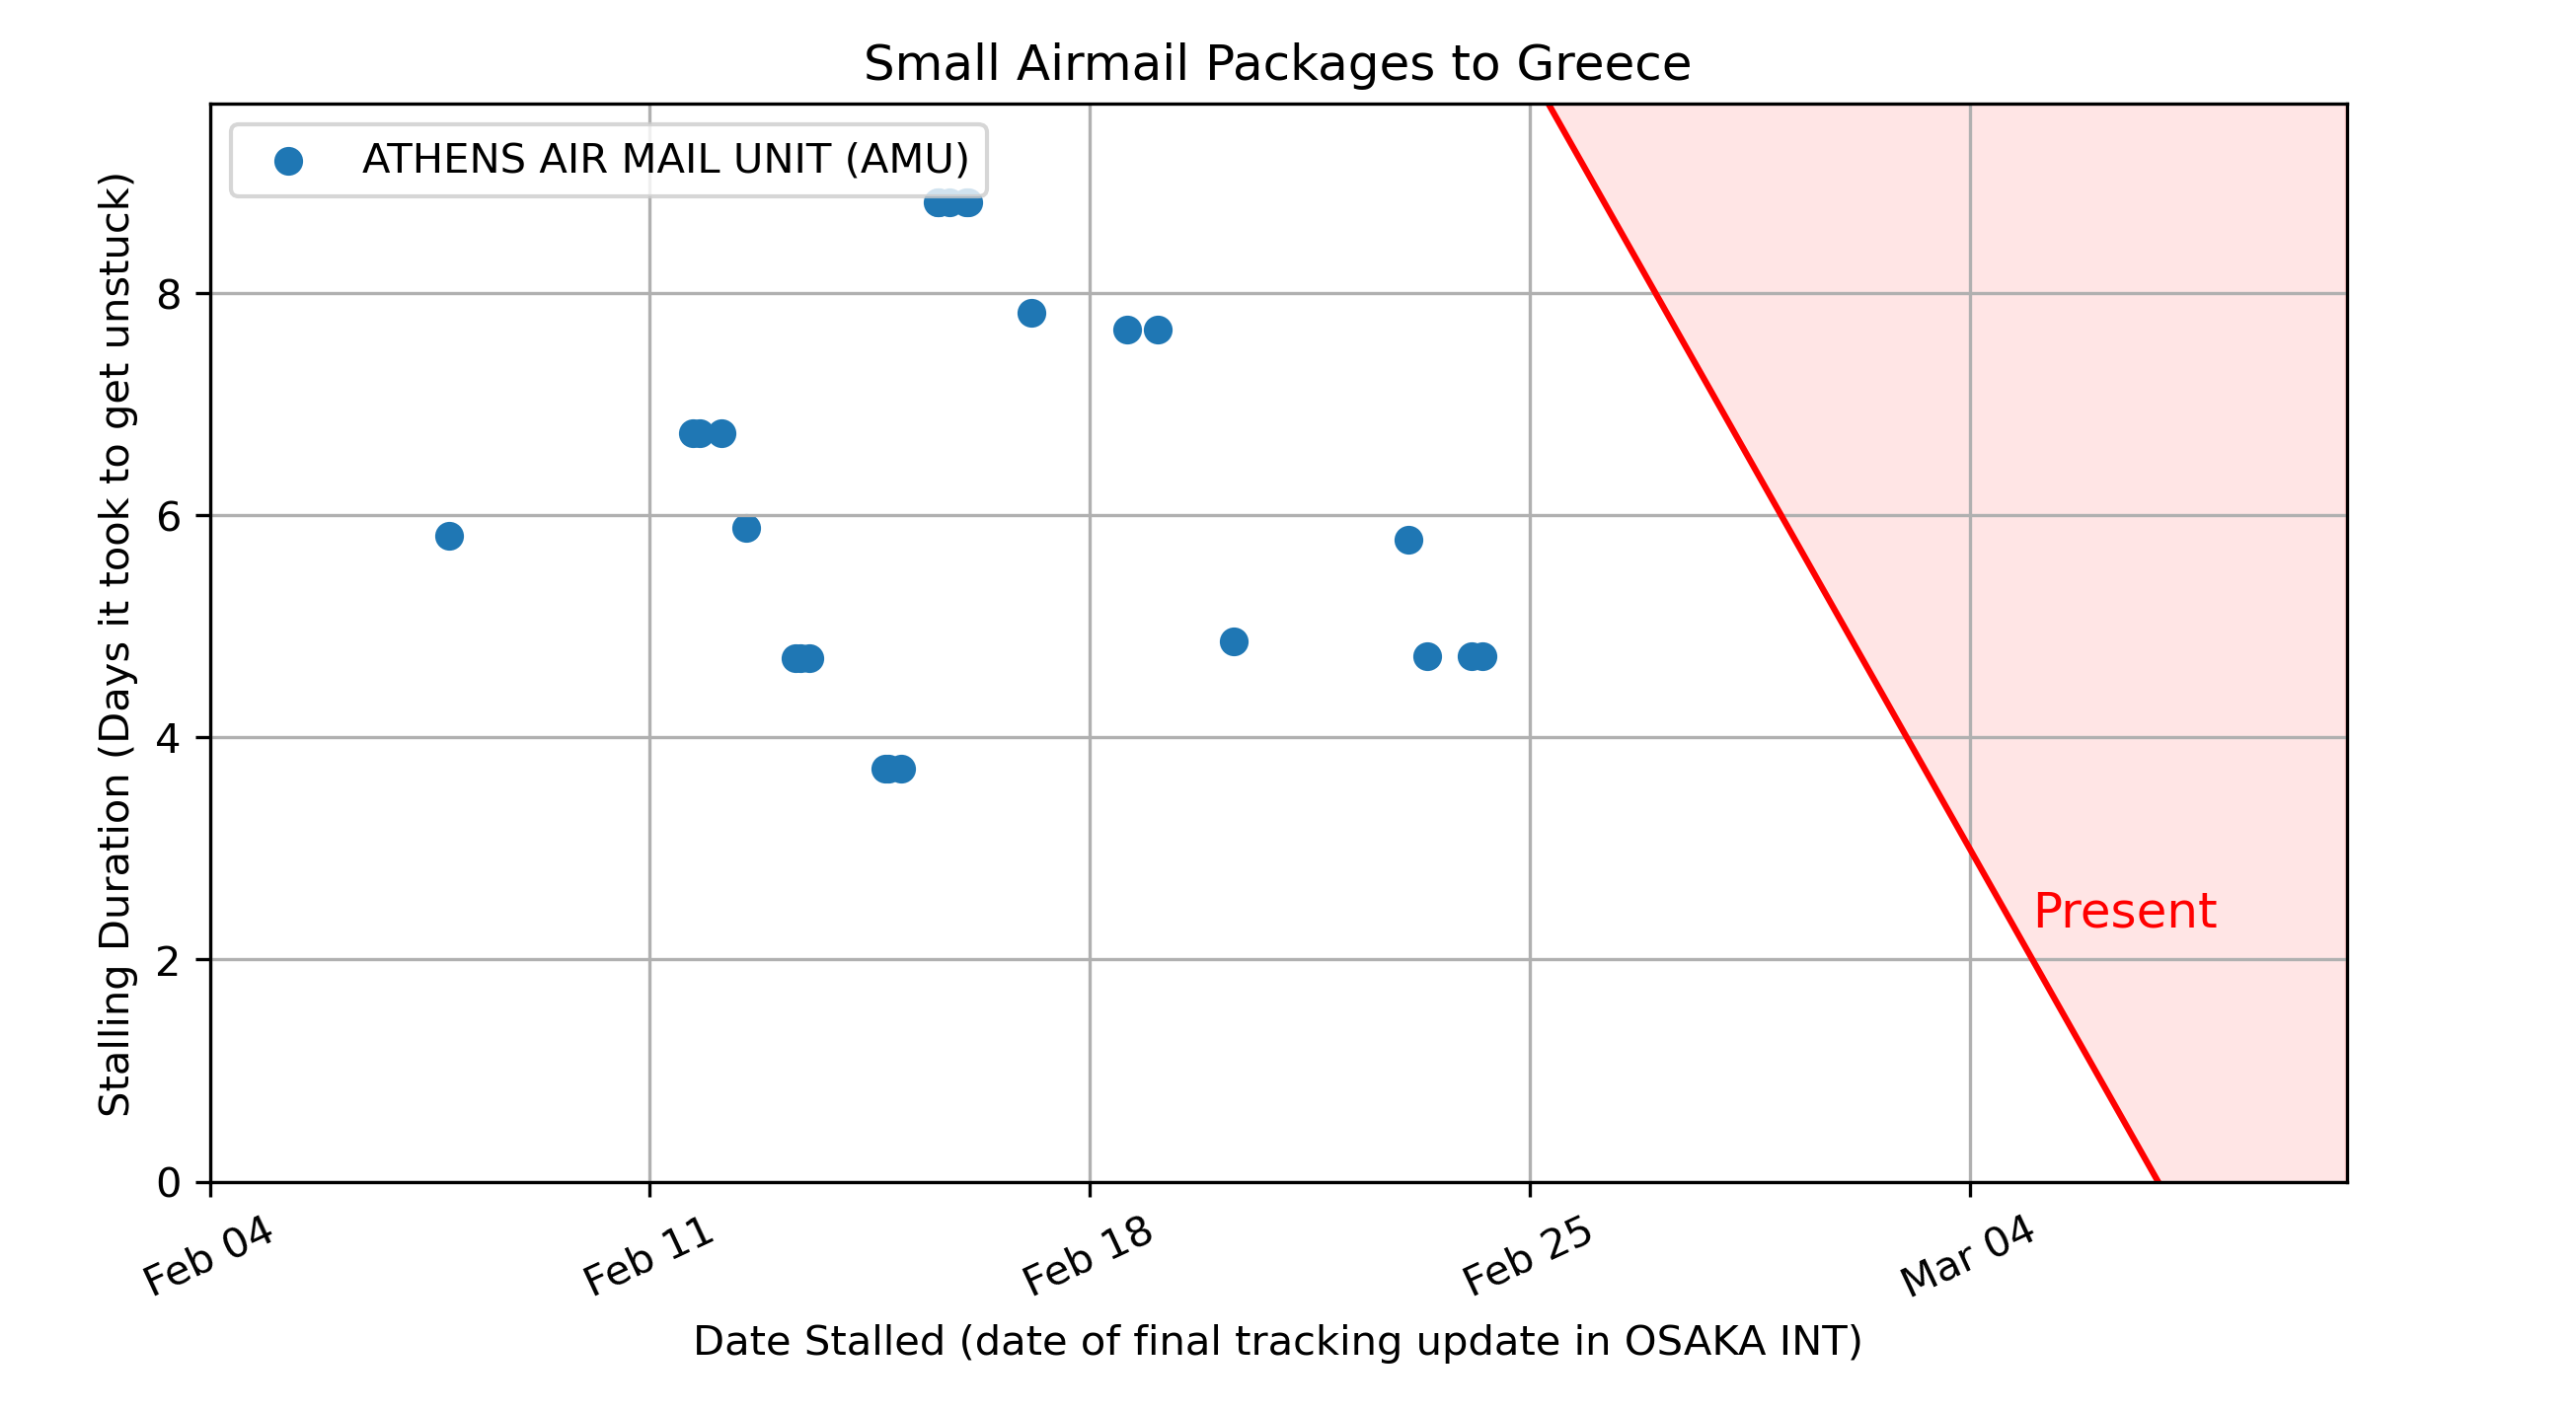 Small Airmail Packages to Greece
ATHENS AIR MAIL UNIT (AMU)
Stalling Duration (Days it took to get unstuck)
8
6
4
2
0
Present
Feb 04
Feb 11
Feb 18
Feb 25
Mar 04
Date Stalled (date of final tracking update in OSAKA INT)